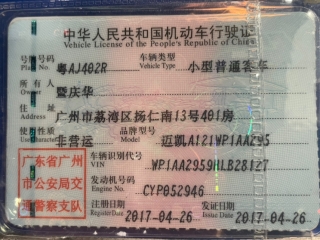 中华人民共和国机动车行驶证
Vehicle License of the People's Republic of China
号牌号码 粤AJ402R 车辆类型 小型普通客车
Plate No. Vehicle Type
所有人 暨庆华
Owner
住址 广州市荔湾区扬仁南13号401房
Address
使用性质 非营运 品牌型号 迈凯A121WP1AA295
车辆识别代号 WP1AA2959HLB28127
VIN
广东省广州市公安局交通警察支队
发动机号码 CYP052946
Engine No.
注册日期 2017-04-26 发证日期 2017-04-26
Register Date Issue Date